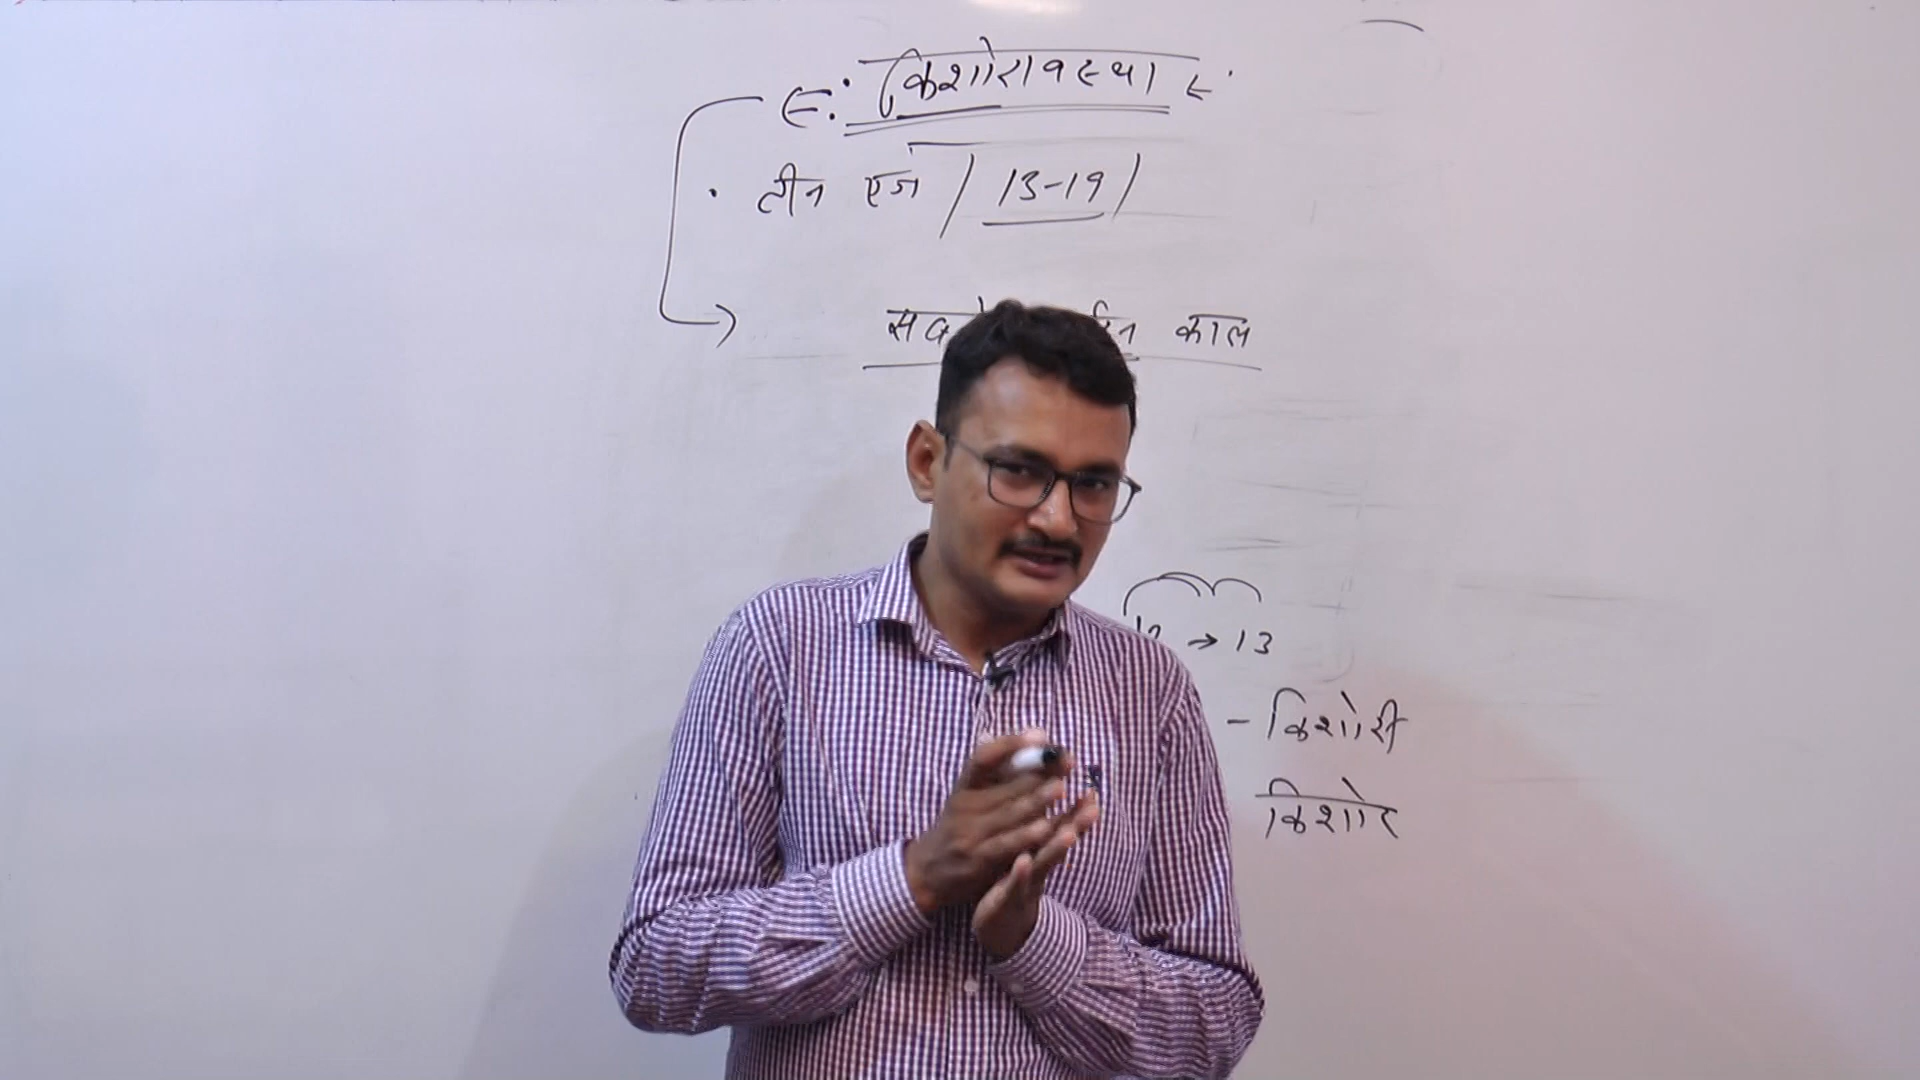 किशोरावस्था
टीन एज / 13-19 /
काल
→ 13
- किशोरी
किशोर